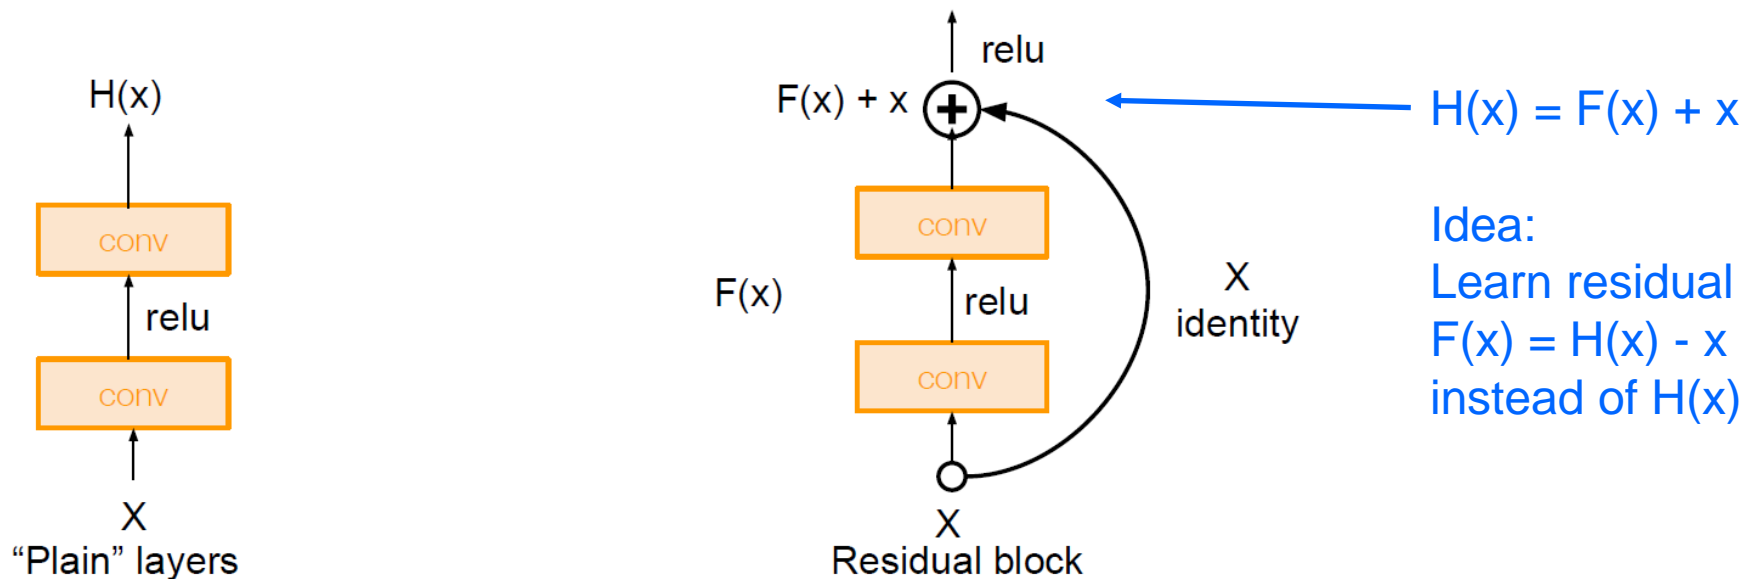 H(x)
conv
relu
conv
X
“Plain” layers
relu
F(x) + x
conv
F(x)
relu
conv
X
identity
X
Residual block
H(x) = F(x) + x
Idea:
Learn residual
F(x) = H(x) - x
instead of H(x)